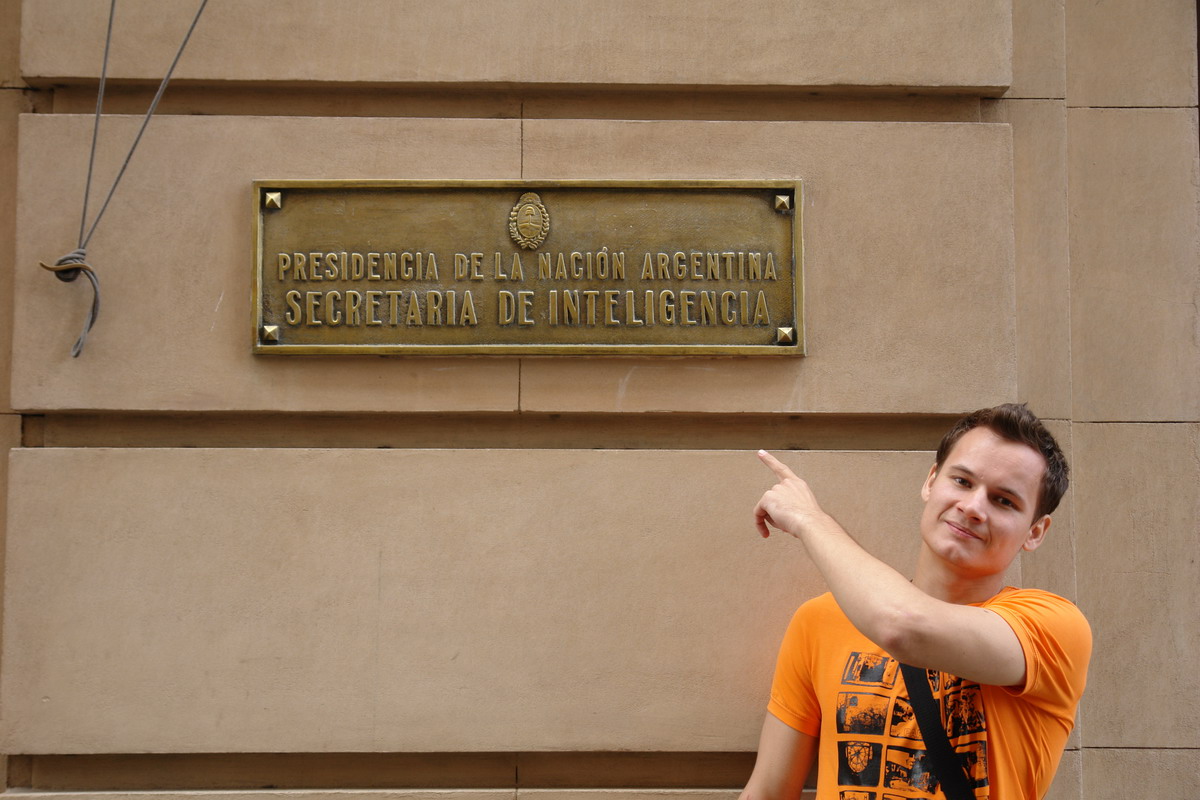 PRESIDENCIA DE LA NACIÓN ARGENTINA
SECRETARIA DE INTELIGENCIA